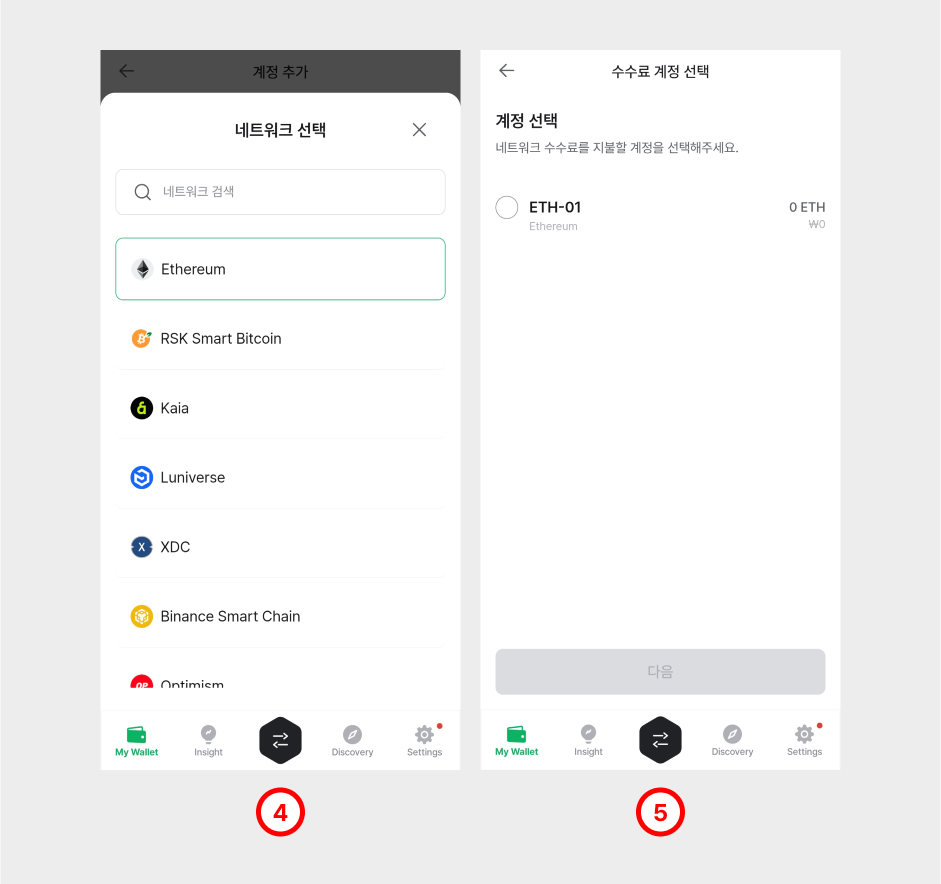 계정 추가
네트워크 선택
네트워크 검색
Ethereum
RSK Smart Bitcoin
Kaia
Luniverse
XDC
Binance Smart Chain
Optimism
My Wallet
Insight
Discovery
Settings
4
수수료 계정 선택
계정 선택
네트워크 수수료를 지불할 계정을 선택해주세요.
ETH-01 0 ETH
Ethereum ₩0
다음
My Wallet
Insight
Discovery
Settings
5